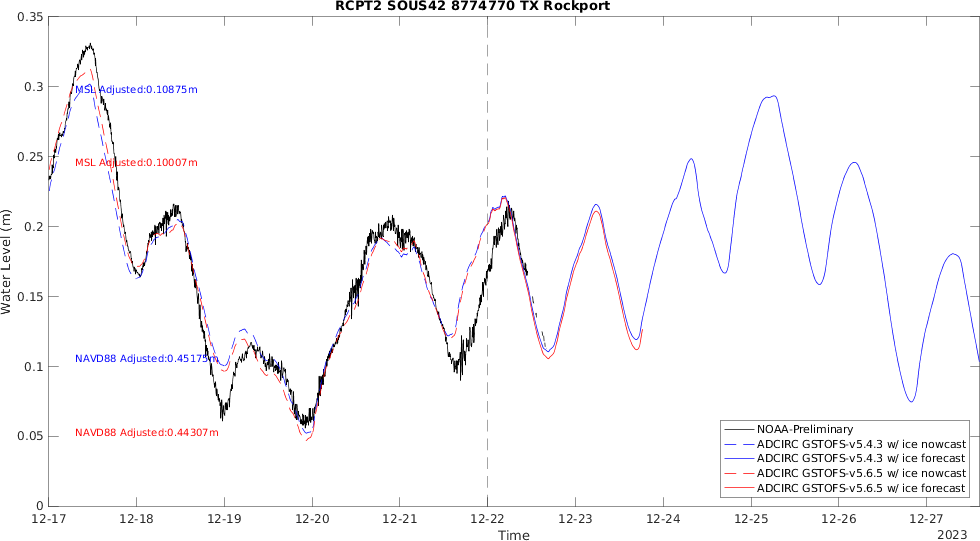 RCPT2 SOUS42 8774770 TX Rockport
Water Level (m)
0.35
0.3
0.25
0.2
0.15
0.1
0.05
0
MSL Adjusted:0.10875m
MSL Adjusted:0.10007m
NAVD88 Adjusted:0.45175m
NAVD88 Adjusted:0.44307m
NOAA-Preliminary
ADCIRC GSTOFS-v5.4.3 w/ ice nowcast
ADCIRC GSTOFS-v5.4.3 w/ ice forecast
ADCIRC GSTOFS-v5.6.5 w/ ice nowcast
ADCIRC GSTOFS-v5.6.5 w/ ice forecast
12-17 12-18 12-19 12-20 12-21 12-22 12-23 12-24 12-25 12-26 12-27
Time
2023